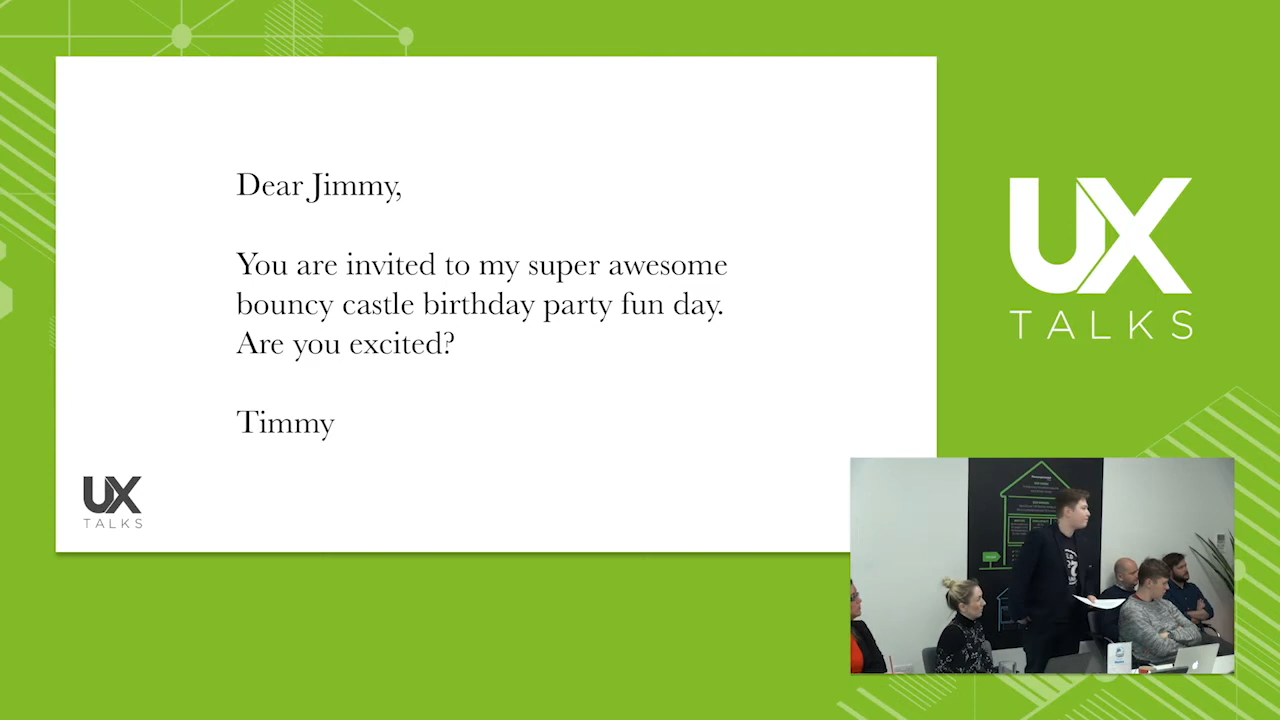 Dear Jimmy,
You are invited to my super awesome
bouncy castle birthday party fun day.
Are you excited?
Timmy
UX
TALKS
UX
TALKS